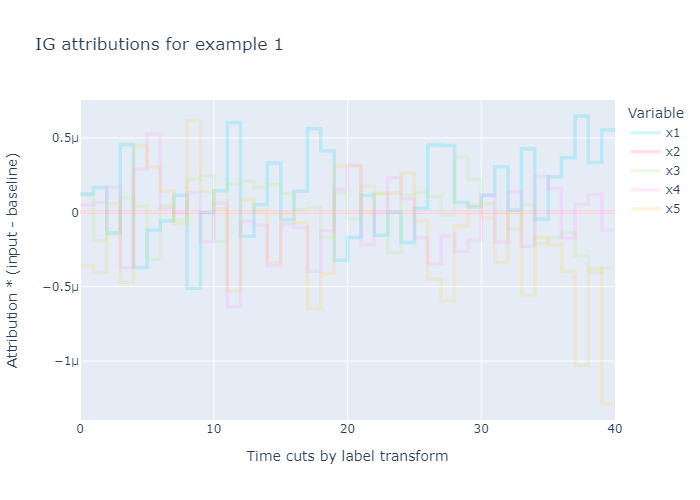 IG attributions for example 1
Variable
x1
x2
x3
x4
x5
0.5μ
0
−0.5μ
−1μ
Attribution * (input - baseline)
0 10 20 30 40
Time cuts by label transform